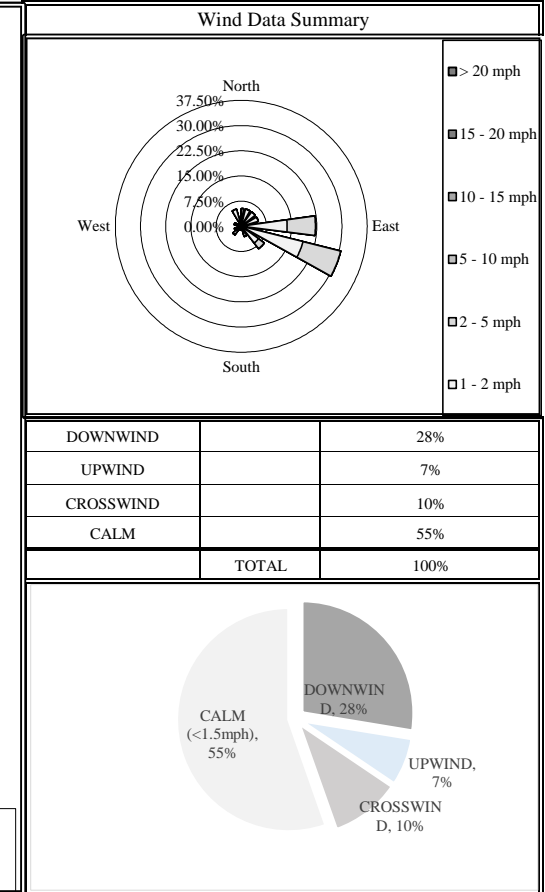 Wind Data Summary
North
37.50%
30.00%
22.50%
15.00%
7.50%
0.00%
West
East
South
> 20 mph
15 - 20 mph
10 - 15 mph
5 - 10 mph
2 - 5 mph
1 - 2 mph
DOWNWIND 28%
UPWIND 7%
CROSSWIND 10%
CALM 55%
TOTAL 100%
DOWNWIN
D, 28%
CALM
(<1.5mph),
55%
UPWIND,
7%
CROSSWIN
D, 10%